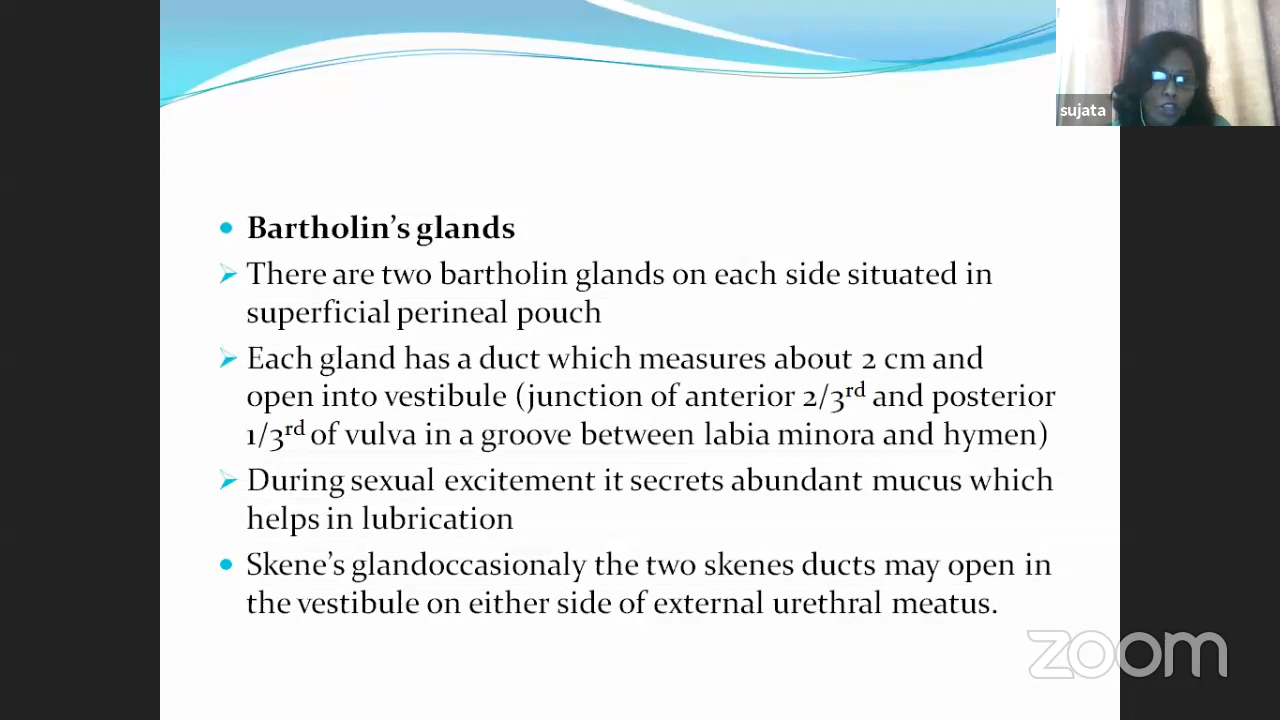 sujata
Bartholin's glands
There are two bartholin glands on each side situated in
superficial perineal pouch
Each gland has a duct which measures about 2 cm and
open into vestibule (junction of anterior 2/3rd and posterior
1/3rd of vulva in a groove between labia minora and hymen)
During sexual excitement it secrets abundant mucus which
helps in lubrication
Skene's glandoccasionaly the two skenes ducts may open in
the vestibule on either side of external urethral meatus.
zoom